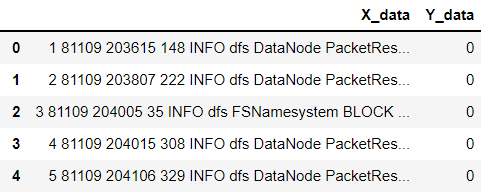 X_data Y_data
0 1 81109 203615 148 INFO dfs DataNode PacketRes... 0
1 2 81109 203807 222 INFO dfs DataNode PacketRes... 0
2 3 81109 204005 35 INFO dfs FSNamesystem BLOCK ... 0
3 4 81109 204015 308 INFO dfs DataNode PacketRes... 0
4 5 81109 204106 329 INFO dfs DataNode PacketRes... 0